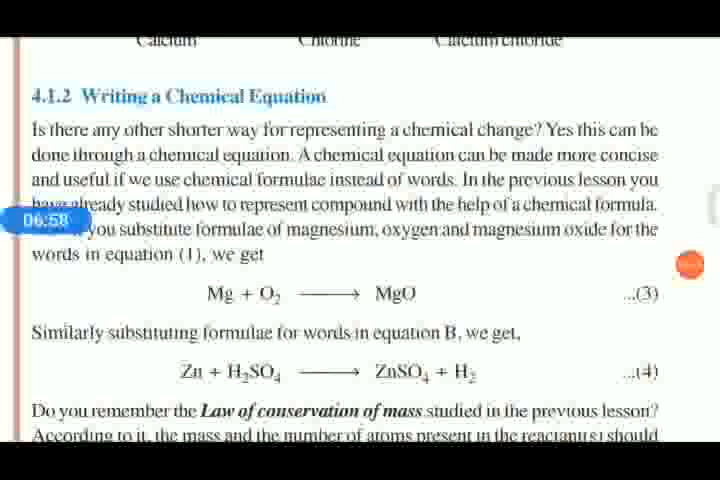 Calcium Chlorine Calcium chloride
4.1.2 Writing a Chemical Equation
Is there any other shorter way for representing a chemical change? Yes this can be
done through a chemical equation. A chemical equation can be made more concise
and useful if we use chemical formulae instead of words. In the previous lesson you
have already studied how to represent compound with the help of a chemical formula.
06:58
you substitute formulae of magnesium, oxygen and magnesium oxide for the
words in equation (1), we get
Mg + O₂ ⟶ MgO ...(3)
Similarly substituting formulae for words in equation B, we get,
Zn + H₂SO₄ ⟶ ZnSO₄ + H₂ ...(4)
Do you remember the Law of conservation of mass studied in the previous lesson?
According to it, the mass and the number of atoms present in the reactant(s) should